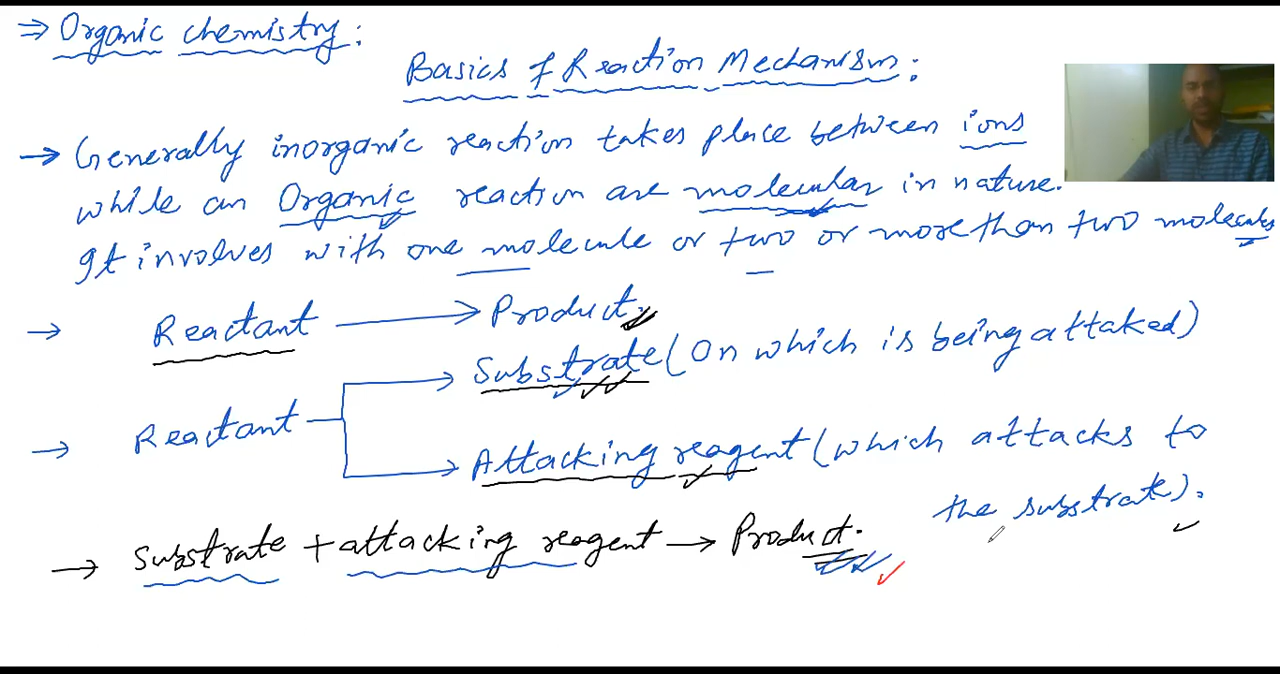 ⇒ Organic chemistry:
Basics of Reaction Mechanism:
→ Generally inorganic reaction takes place between ions
while an Organic reaction are molecular in nature.
It involves with one molecule or two or more than two molecules
→ Reactant → Product.
Substrate (On which is being attaked)
→ Reactant
Attacking reagent (which attacks to
the substrate).
→ Substrate + attacking reagent → Product.